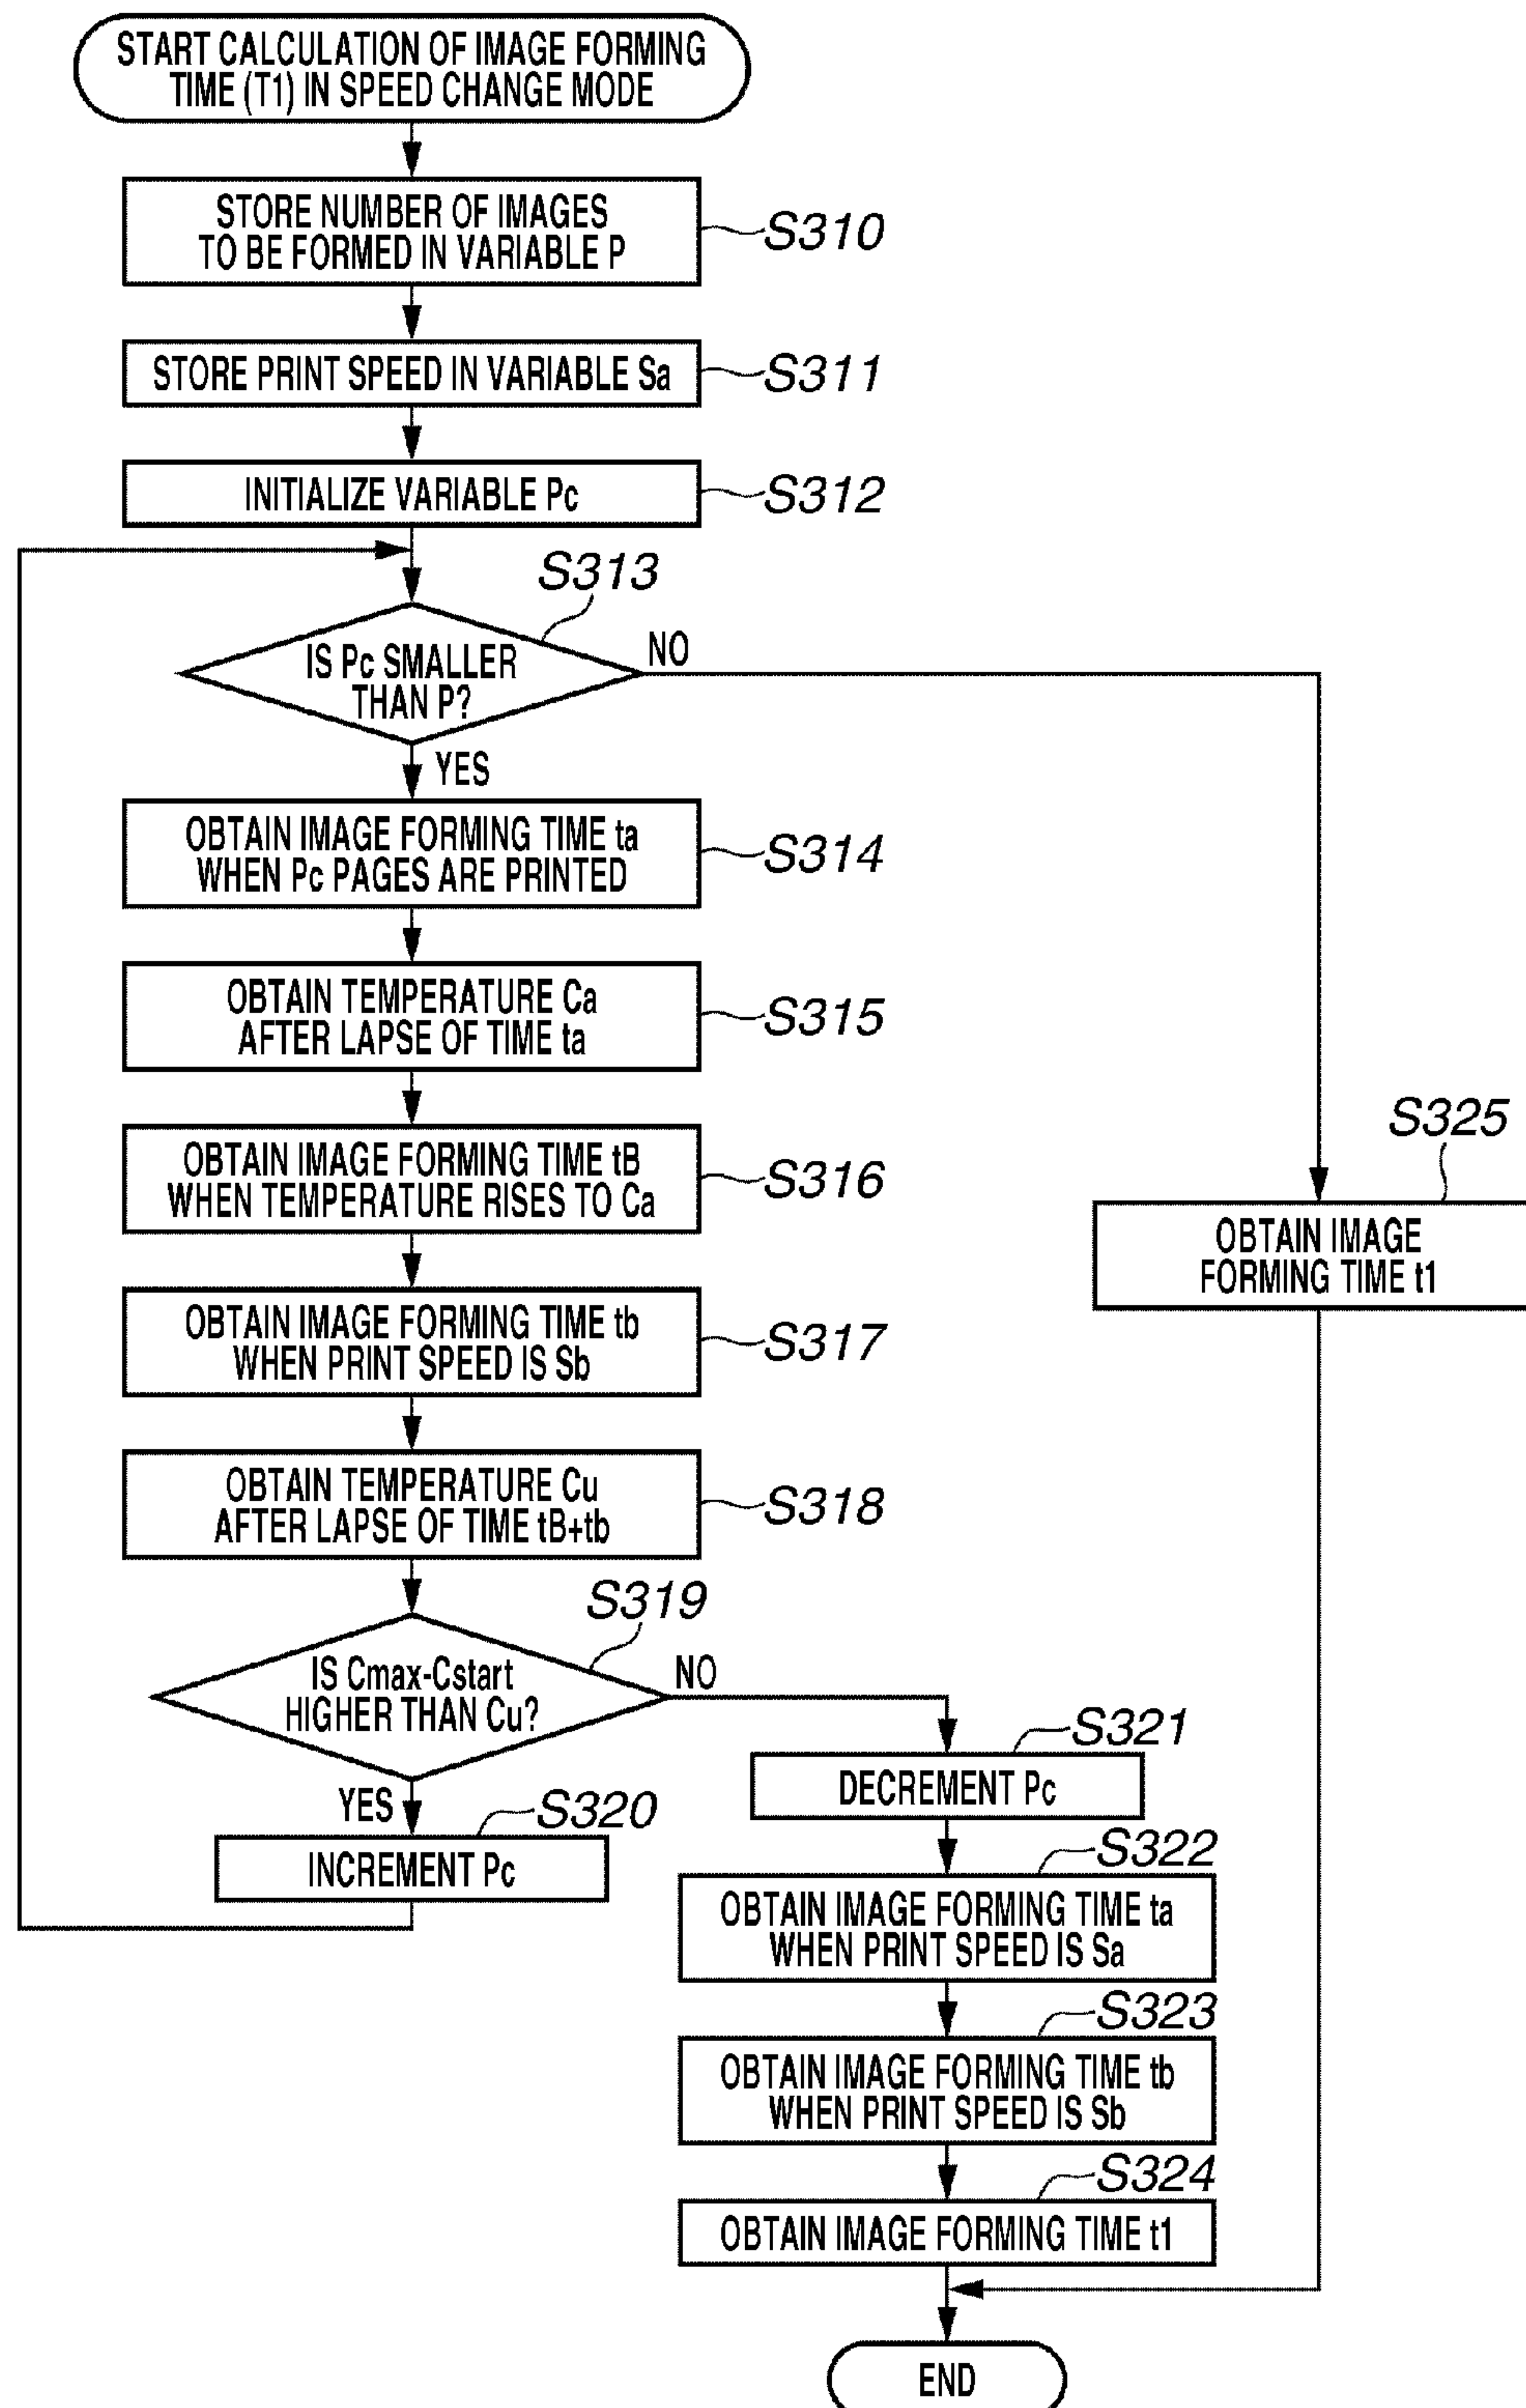 START CALCULATION OF IMAGE FORMING
TIME (T1) IN SPEED CHANGE MODE
STORE NUMBER OF IMAGES
TO BE FORMED IN VARIABLE P
S310
STORE PRINT SPEED IN VARIABLE Sa
S311
INITIALIZE VARIABLE Pc
S312
S313
IS Pc SMALLER
THAN P?
NO
YES
OBTAIN IMAGE FORMING TIME ta
WHEN Pc PAGES ARE PRINTED
S314
OBTAIN TEMPERATURE Ca
AFTER LAPSE OF TIME ta
S315
OBTAIN IMAGE FORMING TIME tB
WHEN TEMPERATURE RISES TO Ca
S316
S325
OBTAIN IMAGE
FORMING TIME t1
OBTAIN IMAGE FORMING TIME tb
WHEN PRINT SPEED IS Sb
S317
OBTAIN TEMPERATURE Cu
AFTER LAPSE OF TIME tB+tb
S318
S319
IS Cmax-Cstart
HIGHER THAN Cu?
NO
YES
S320
INCREMENT Pc
S321
DECREMENT Pc
S322
OBTAIN IMAGE FORMING TIME ta
WHEN PRINT SPEED IS Sa
S323
OBTAIN IMAGE FORMING TIME tb
WHEN PRINT SPEED IS Sb
S324
OBTAIN IMAGE FORMING TIME t1
END